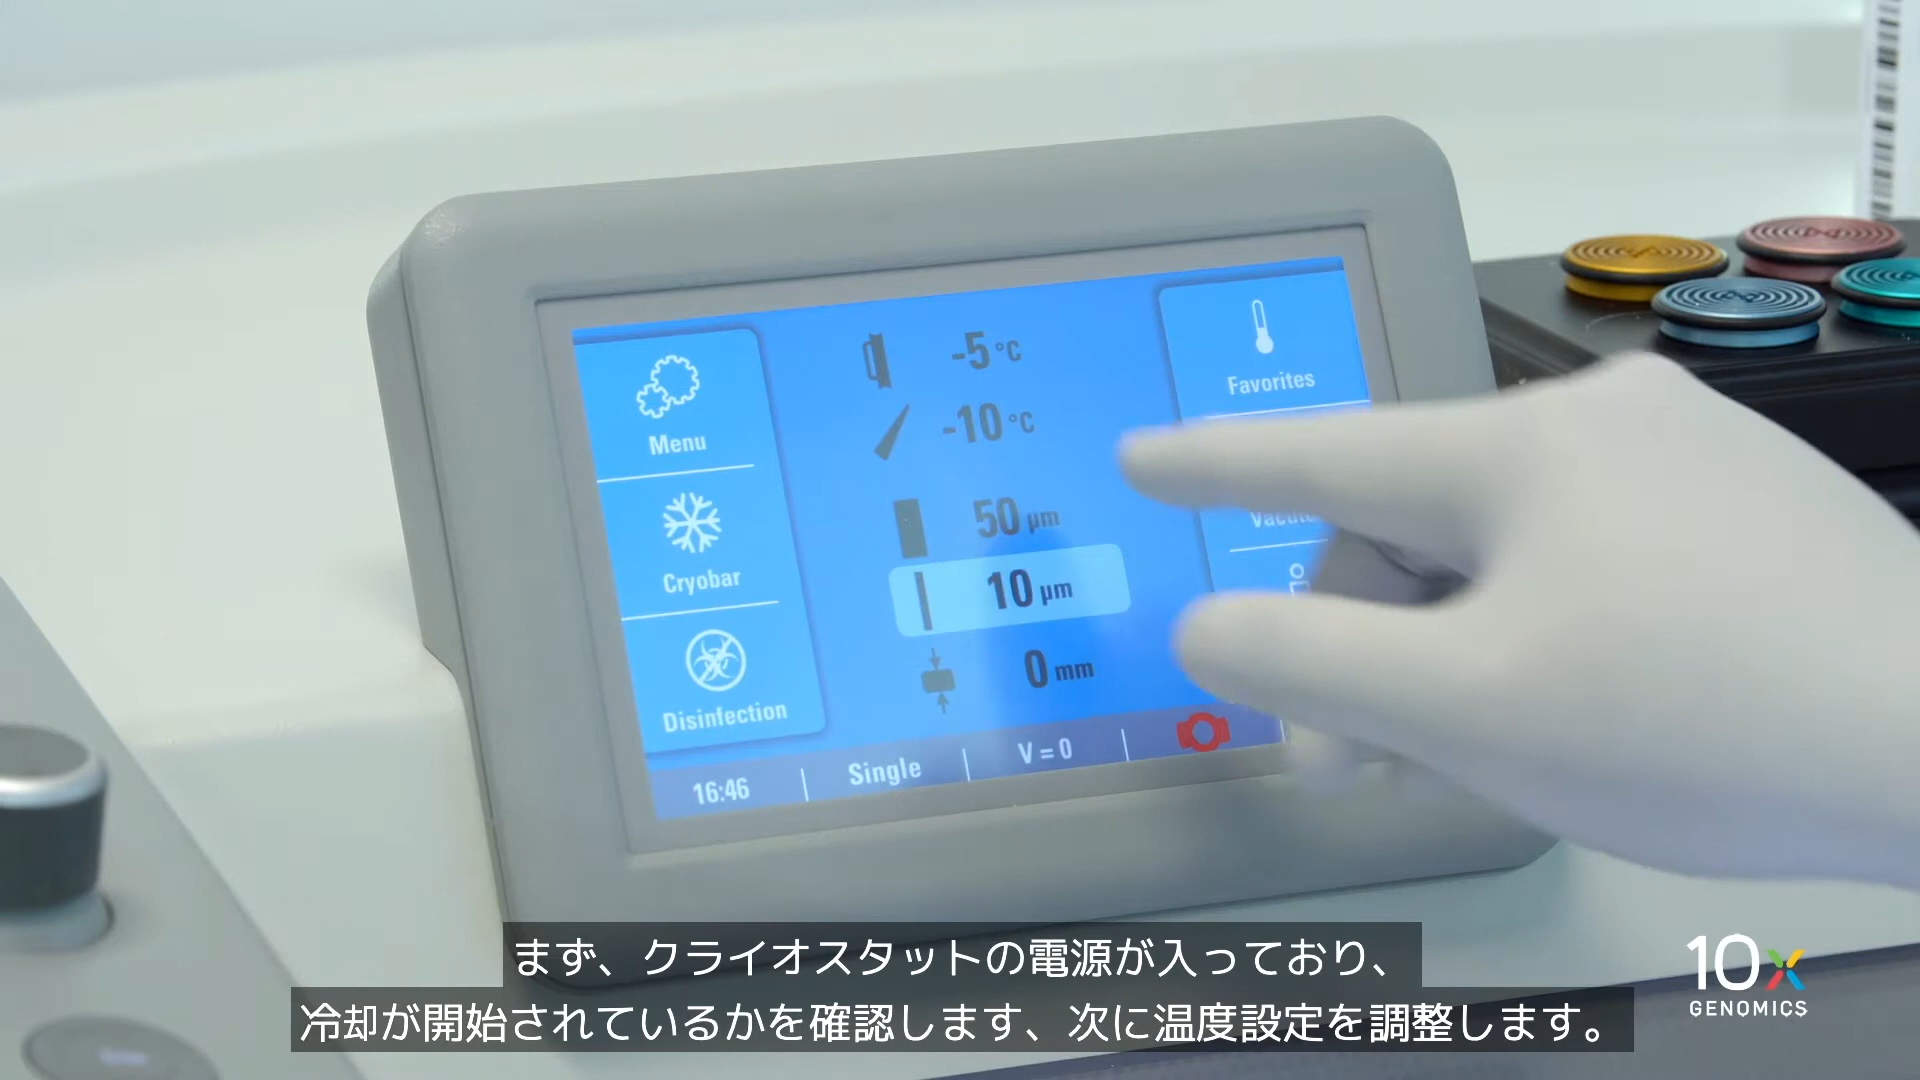 -5 °C
Favorites
Menu
-10 °C
50 µm
Cryobar
10 µm
0 mm
Disinfection
16:46
Single
V = 0
まず、クライオスタットの電源が入っており、
冷却が開始されているかを確認します、次に温度設定を調整します。
10x
GENOMICS